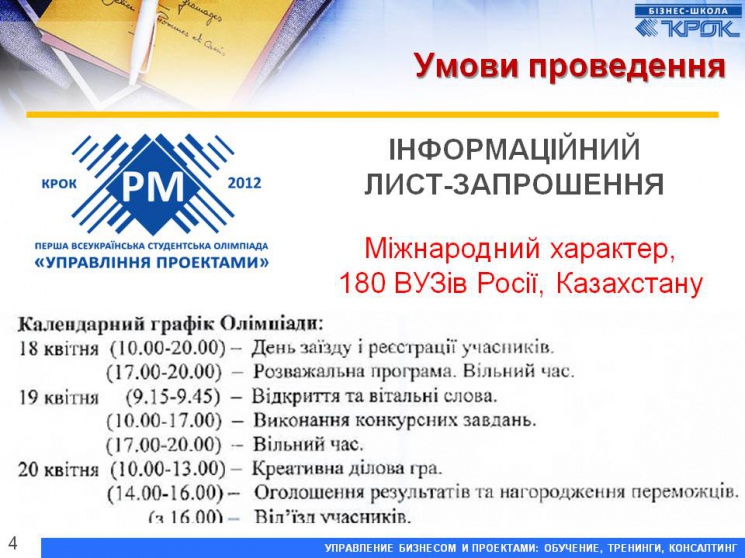 БІЗНЕС-ШКОЛА
КРОК
Умови проведення
ІНФОРМАЦІЙНИЙ
ЛИСТ-ЗАПРОШЕННЯ
КРОК PM 2012
ПЕРША ВСЕУКРАЇНСЬКА СТУДЕНТСЬКА ОЛІМПІАДА
«УПРАВЛІННЯ ПРОЕКТАМИ»
Міжнародний характер,
180 ВУЗів Росії, Казахстану
Календарний графік Олімпіади:
18 квітня (10.00-20.00) – День заїзду і реєстрації учасників.
(17.00-20.00) – Розважальна програма. Вільний час.
19 квітня (9.15-9.45) – Відкриття та вітальні слова.
(10.00-17.00) – Виконання конкурсних завдань.
(17.00-20.00) – Вільний час.
20 квітня (10.00-13.00) – Креативна ділова гра.
(14.00-16.00) – Оголошення результатів та нагородження переможців.
(з 16.00) – Від'їзд учасників.
4
УПРАВЛЕНИЕ БИЗНЕСОМ И ПРОЕКТАМИ: ОБУЧЕНИЕ, ТРЕНИНГИ, КОНСАЛТИНГ